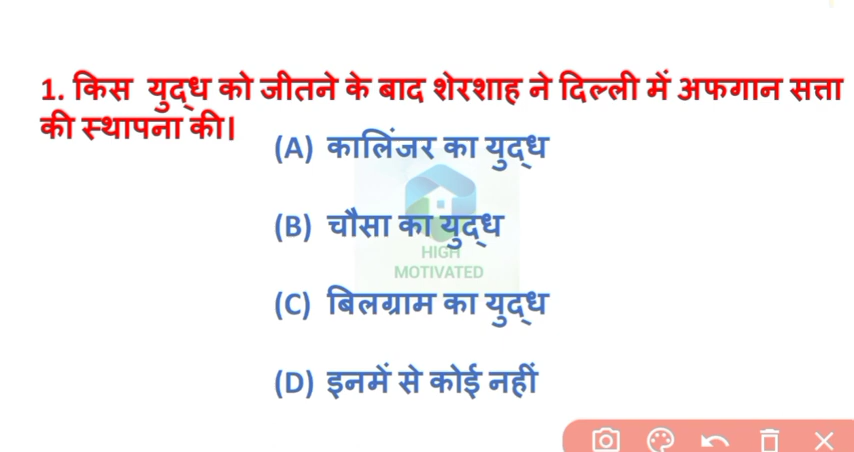 1. किस युद्ध को जीतने के बाद शेरशाह ने दिल्ली में अफगान सत्ता
की स्थापना की।
(A) कालिंजर का युद्ध
(B) चौसा का युद्ध
HIGH
MOTIVATED
(C) बिलग्राम का युद्ध
(D) इनमें से कोई नहीं